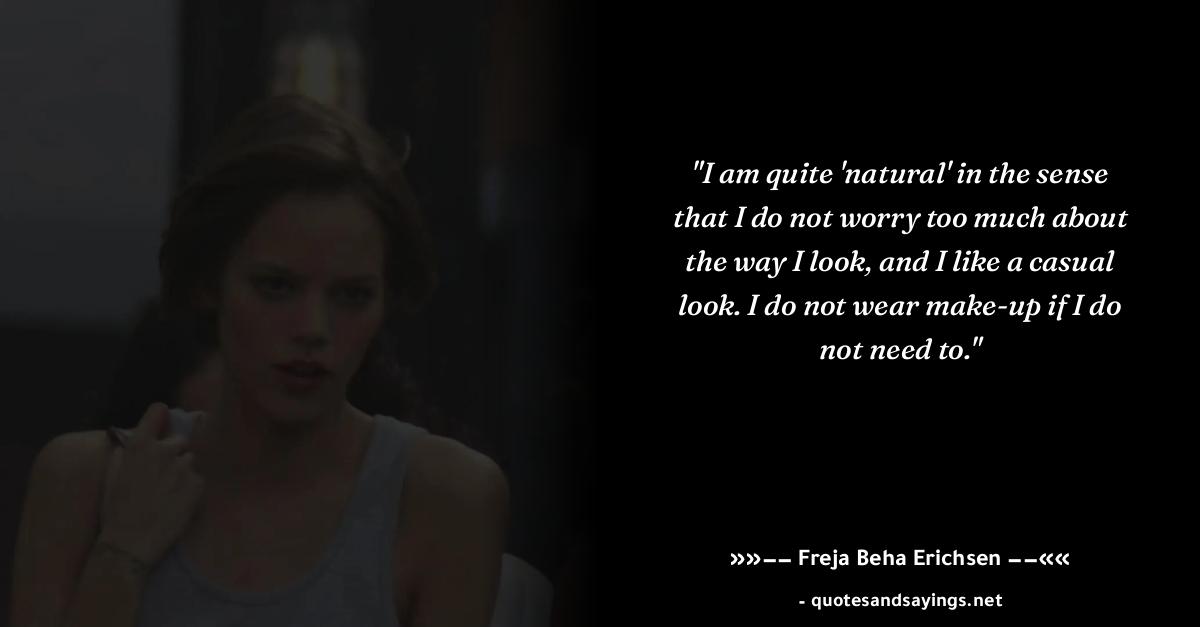 "I am quite 'natural' in the sense
that I do not worry too much about
the way I look, and I like a casual
look. I do not wear make-up if I do
not need to."
»»–– Freja Beha Erichsen ––««
- quotesandsayings.net